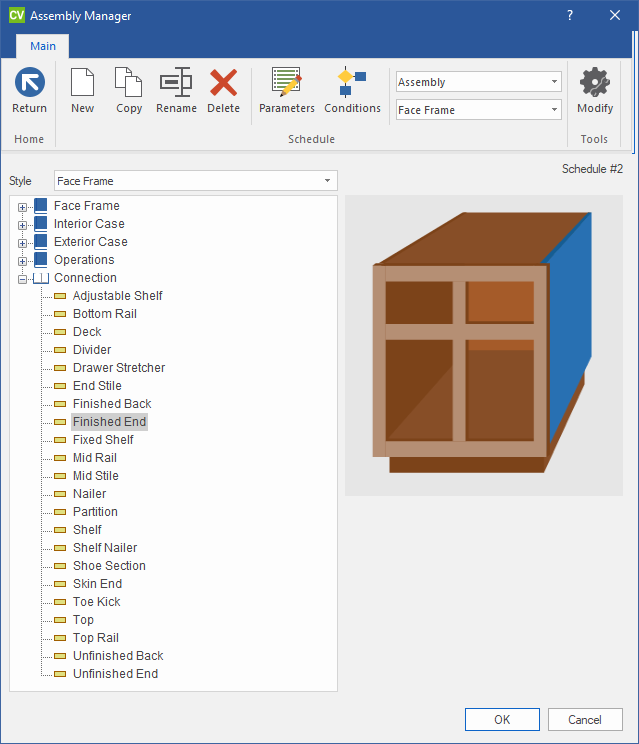 CV Assembly Manager ?
Main
Return New Copy Rename Delete Parameters Conditions Assembly Face Frame Modify
Home Schedule Tools
Schedule #2
Style Face Frame
Face Frame
Interior Case
Exterior Case
Operations
Connection
Adjustable Shelf
Bottom Rail
Deck
Divider
Drawer Stretcher
End Stile
Finished Back
Finished End
Fixed Shelf
Mid Rail
Mid Stile
Nailer
Partition
Shelf
Shelf Nailer
Shoe Section
Skin End
Toe Kick
Top
Top Rail
Unfinished Back
Unfinished End
OK Cancel